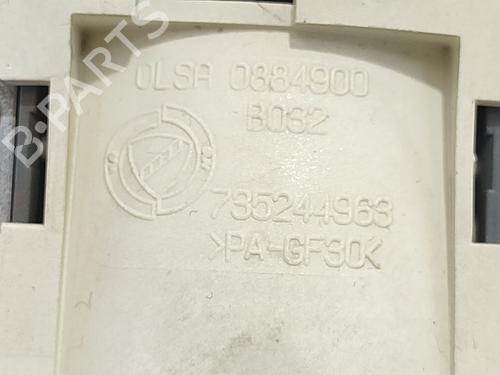 OLSA 0884900
B032
735244963
>PA-GF30<
B-PARTS